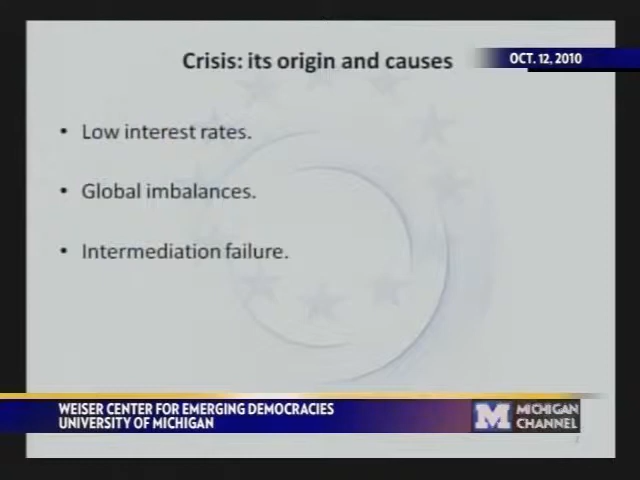 Crisis: its origin and causes
OCT. 12, 2010
• Low interest rates.
• Global imbalances.
• Intermediation failure.
WEISER CENTER FOR EMERGING DEMOCRACIES
UNIVERSITY OF MICHIGAN
M MICHIGAN
CHANNEL